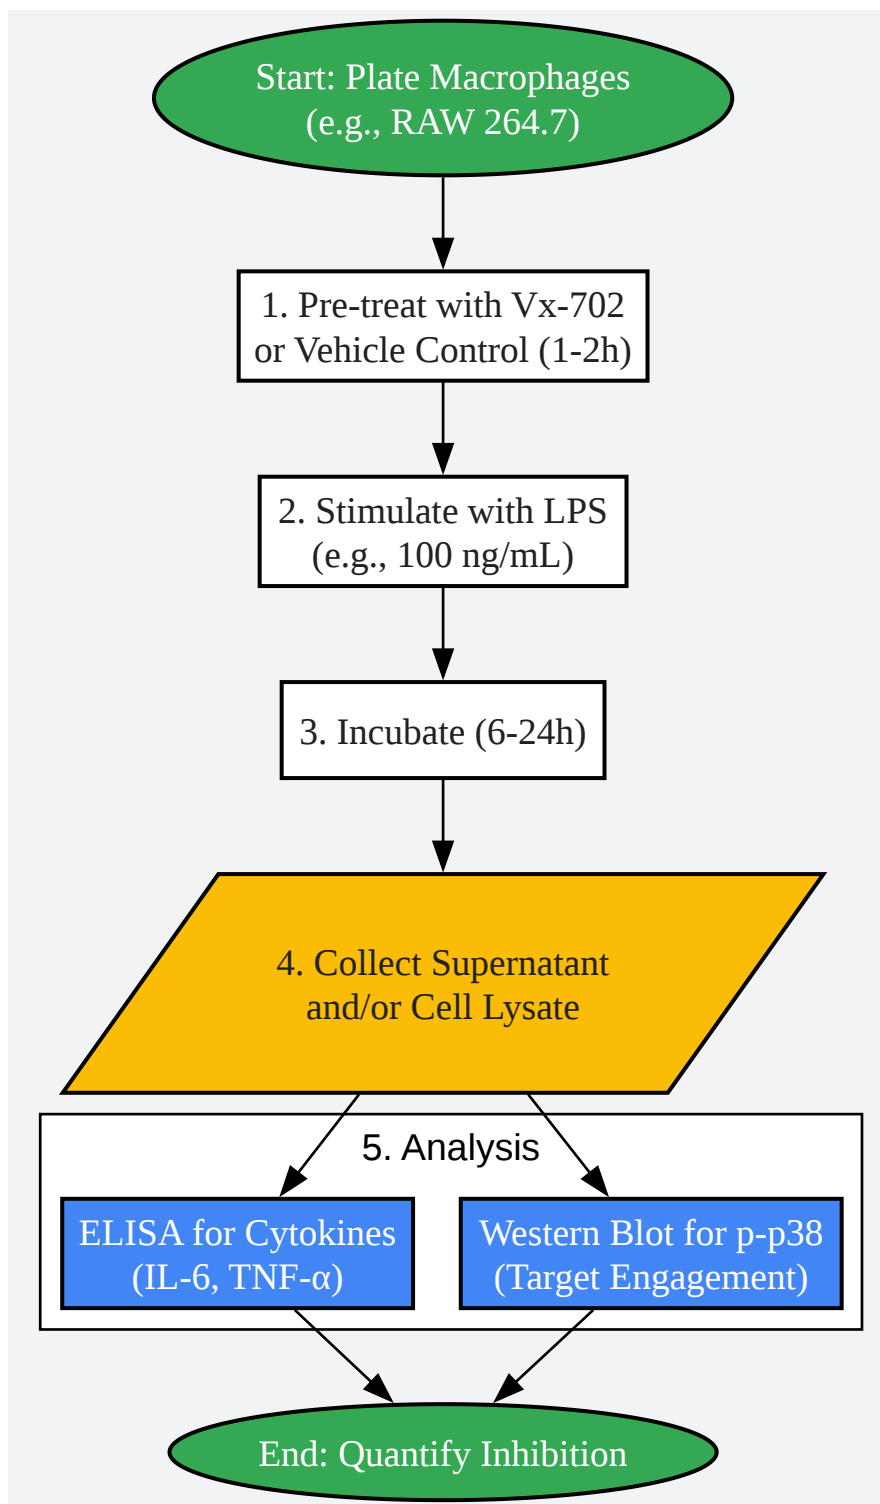 Start: Plate Macrophages
(e.g., RAW 264.7)
1. Pre-treat with Vx-702
or Vehicle Control (1-2h)
2. Stimulate with LPS
(e.g., 100 ng/mL)
3. Incubate (6-24h)
4. Collect Supernatant
and/or Cell Lysate
5. Analysis
ELISA for Cytokines
(IL-6, TNF-α)
Western Blot for p-p38
(Target Engagement)
End: Quantify Inhibition